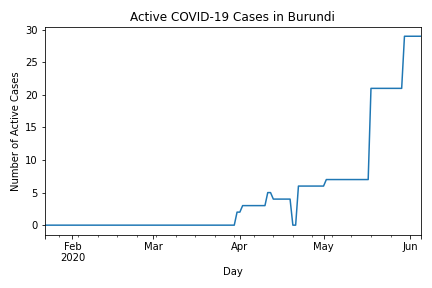 Active COVID-19 Cases in Burundi
Number of Active Cases
30
25
20
15
10
5
0
Feb
2020
Mar
Apr
May
Jun
Day